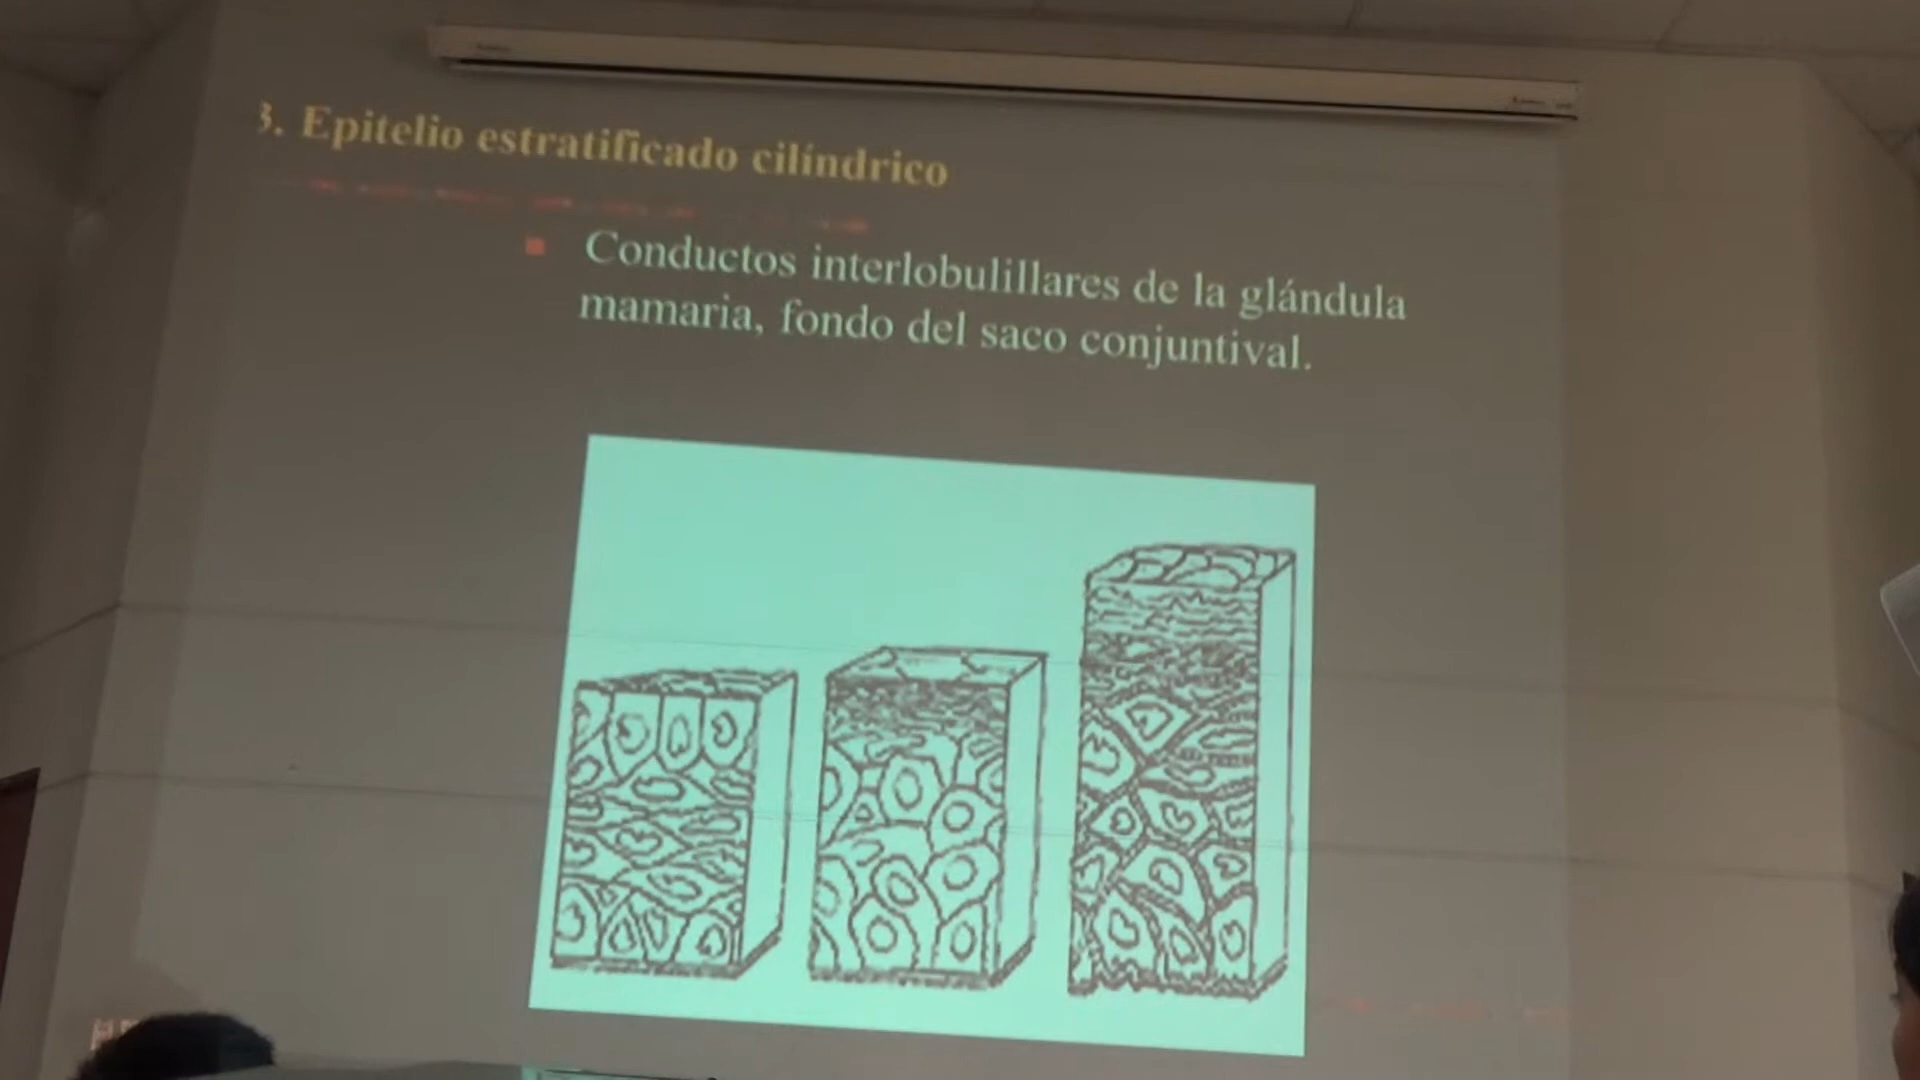 3. Epitelio estratificado cilíndrico
Conductos interlobulillares de la glándula
mamaria, fondo del saco conjuntival.